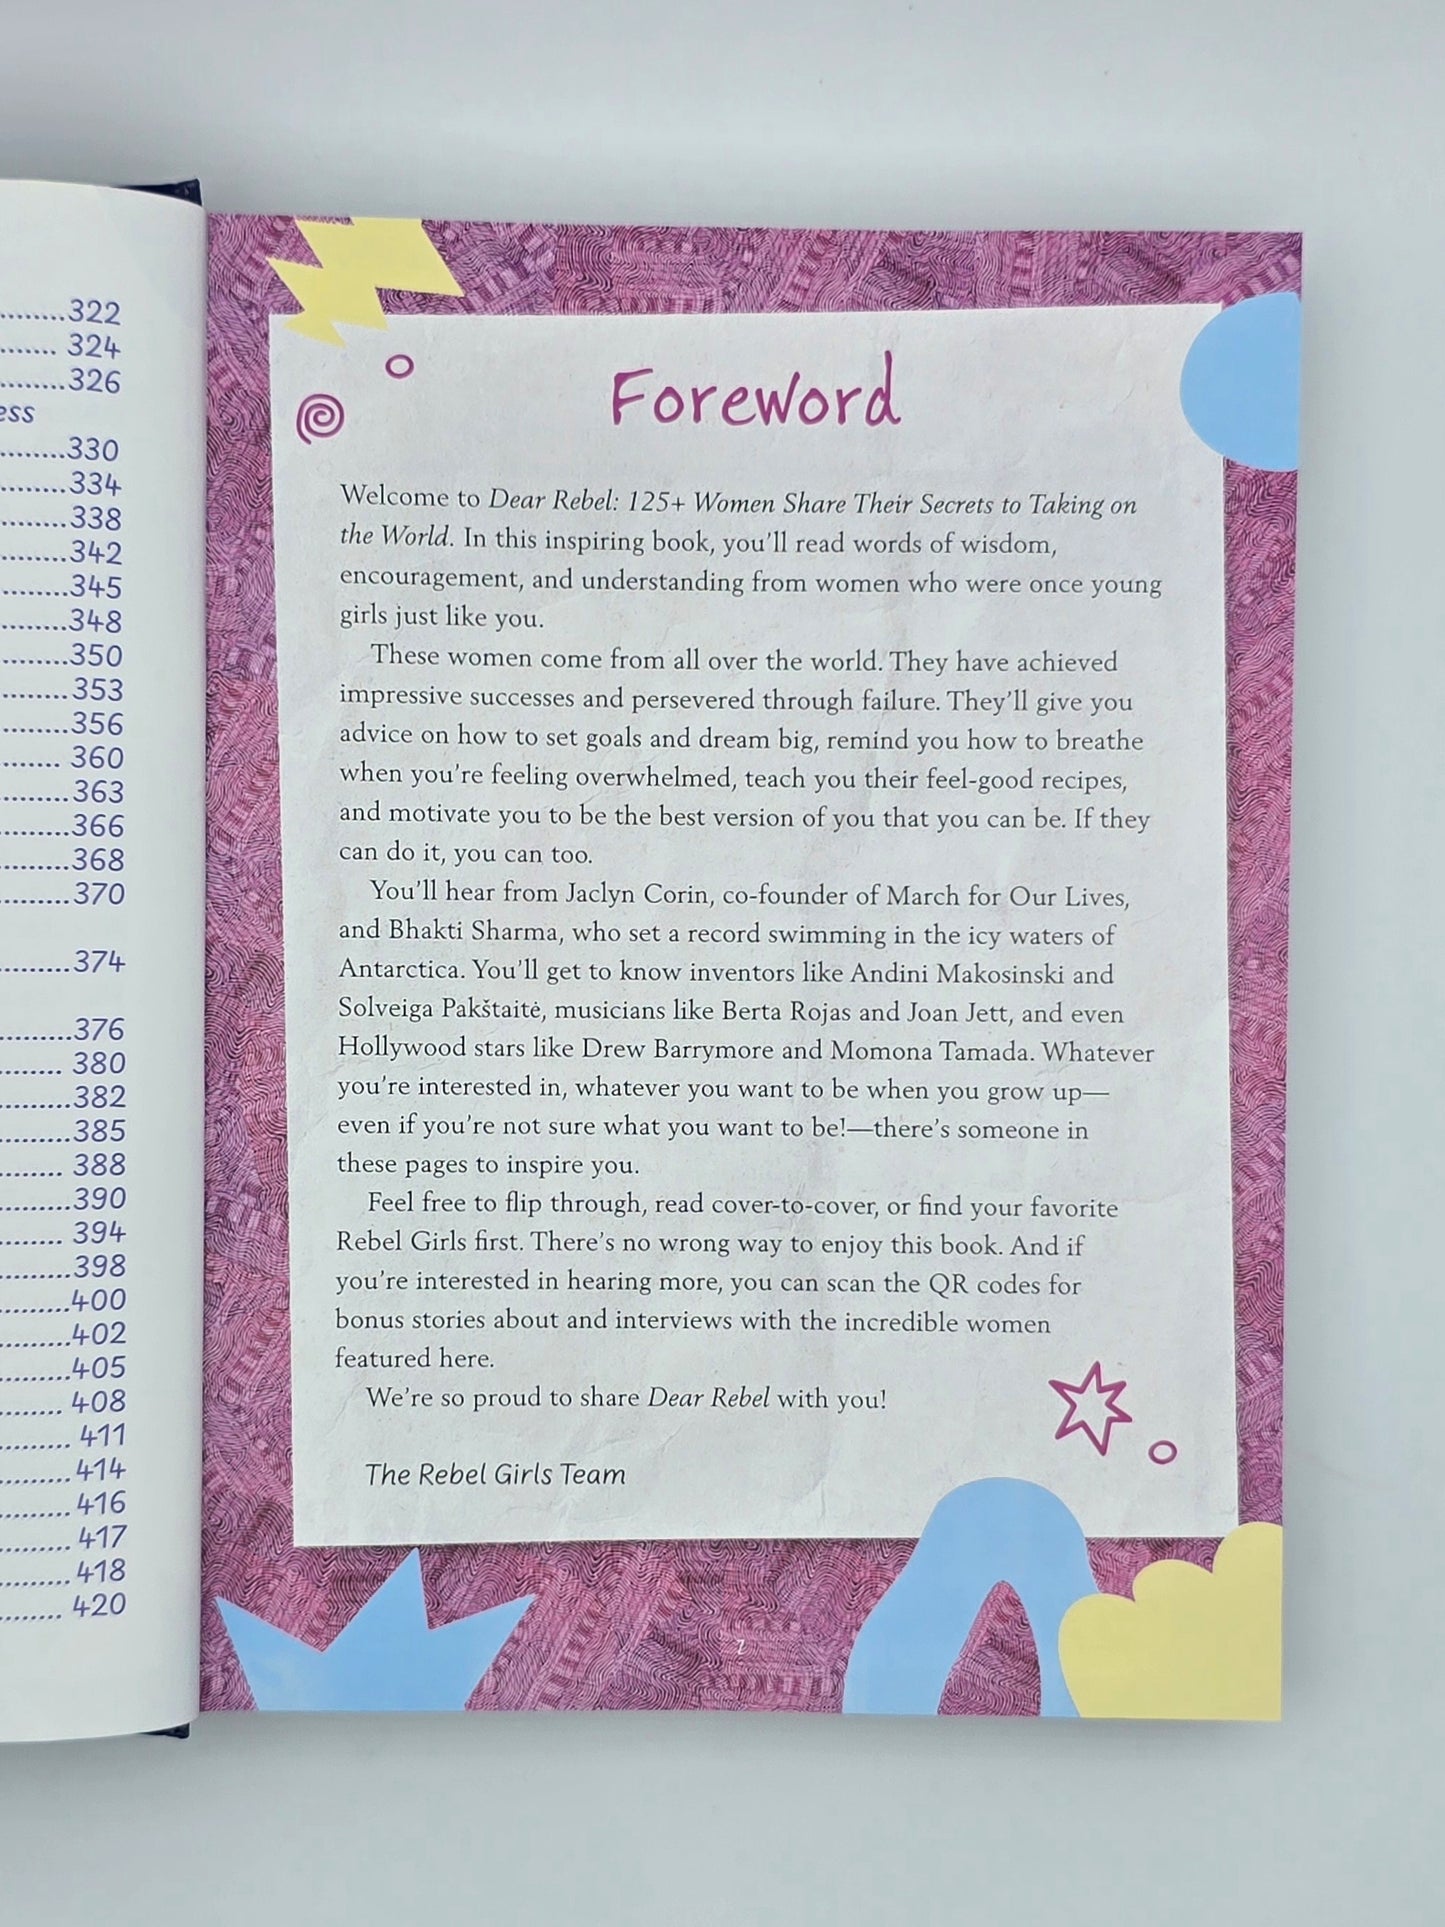 ........322
....... 324
........326
ess
........330
........334
........338
........342
........345
........348
........350
........353
........356
....... 360
........363
........366
........368
........370
........374
........376
....... 380
........382
........385
....... 388
........390
....... 394
........398
........400
........402
........405
....... 408
....... 411
....... 414
....... 416
....... 417
....... 418
....... 420
Foreword
Welcome to Dear Rebel: 125+ Women Share Their Secrets to Taking on
the World. In this inspiring book, you’ll read words of wisdom,
encouragement, and understanding from women who were once young
girls just like you.
These women come from all over the world. They have achieved
impressive successes and persevered through failure. They’ll give you
advice on how to set goals and dream big, remind you how to breathe
when you’re feeling overwhelmed, teach you their feel-good recipes,
and motivate you to be the best version of you that you can be. If they
can do it, you can too.
You’ll hear from Jaclyn Corin, co-founder of March for Our Lives,
and Bhakti Sharma, who set a record swimming in the icy waters of
Antarctica. You’ll get to know inventors like Andini Makosinski and
Solveiga Pakštaitė, musicians like Berta Rojas and Joan Jett, and even
Hollywood stars like Drew Barrymore and Momona Tamada. Whatever
you’re interested in, whatever you want to be when you grow up—
even if you’re not sure what you want to be!—there’s someone in
these pages to inspire you.
Feel free to flip through, read cover-to-cover, or find your favorite
Rebel Girls first. There’s no wrong way to enjoy this book. And if
you’re interested in hearing more, you can scan the QR codes for
bonus stories about and interviews with the incredible women
featured here.
We’re so proud to share Dear Rebel with you!
The Rebel Girls Team